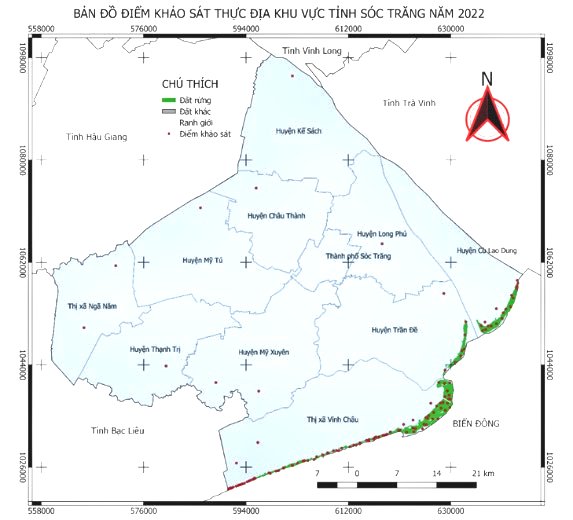 BẢN ĐỒ ĐIỂM KHẢO SÁT THỰC ĐỊA KHU VỰC TỈNH SÓC TRĂNG NĂM 2022
558000 576000 594000 612000 630000
Tỉnh Vĩnh Long
CHÚ THÍCH
Đất rừng
Đất khác
Ranh giới
Điểm khảo sát
Tỉnh Trà Vinh
N
Tỉnh Hậu Giang
Huyện Kế Sách
Huyện Châu Thành
Huyện Long Phú
Huyện Cù Lao Dung
Thành phố Sóc Trăng
Huyện Mỹ Tú
Thị xã Ngã Năm
Huyện Trần Đề
Huyện Thạnh Trị
Huyện Mỹ Xuyên
Thị xã Vĩnh Châu
BIỂN ĐÔNG
Tỉnh Bạc Liêu
7 0 7 14 21 km
558000 576000 594000 612000 630000
1098000
1080000
1062000
1044000
1026000
1098000
1080000
1062000
1044000
1026000